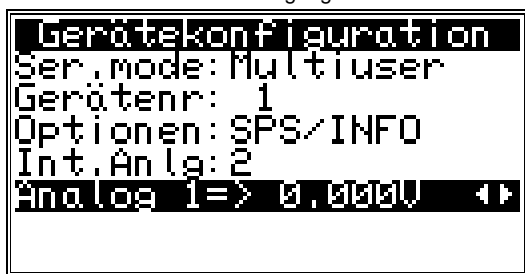 Gerätekonfiguration
Ser.mode:Multiuser
Gerätenr: 1
Optionen:SPS/INFO
Int.Anlg:2
Analog 1=> 0.000V